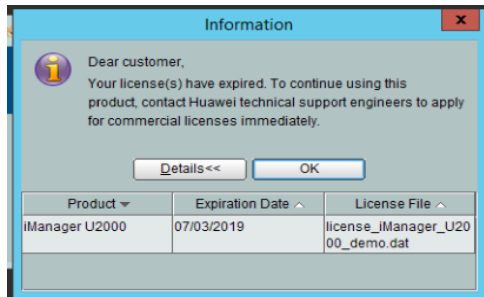 Information
x
Dear customer,
Your license(s) have expired. To continue using this
product, contact Huawei technical support engineers to apply
for commercial licenses immediately.
Details<< OK
Product Expiration Date License File
iManager U2000 07/03/2019 license_iManager_U20
00_demo.dat